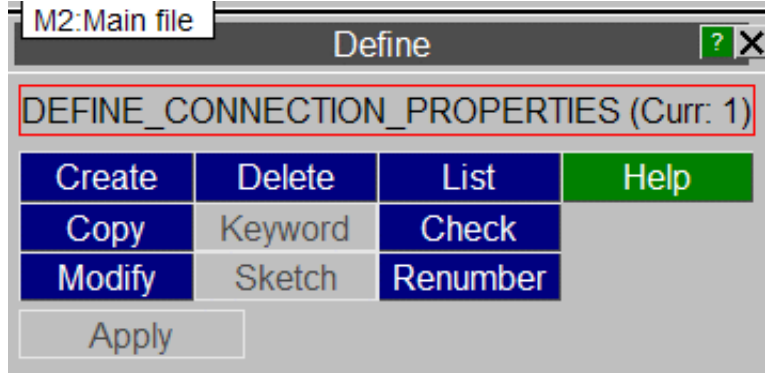 M2:Main file
Define ? X
DEFINE_CONNECTION_PROPERTIES (Curr: 1)
Create Delete List Help
Copy Keyword Check
Modify Sketch Renumber
Apply